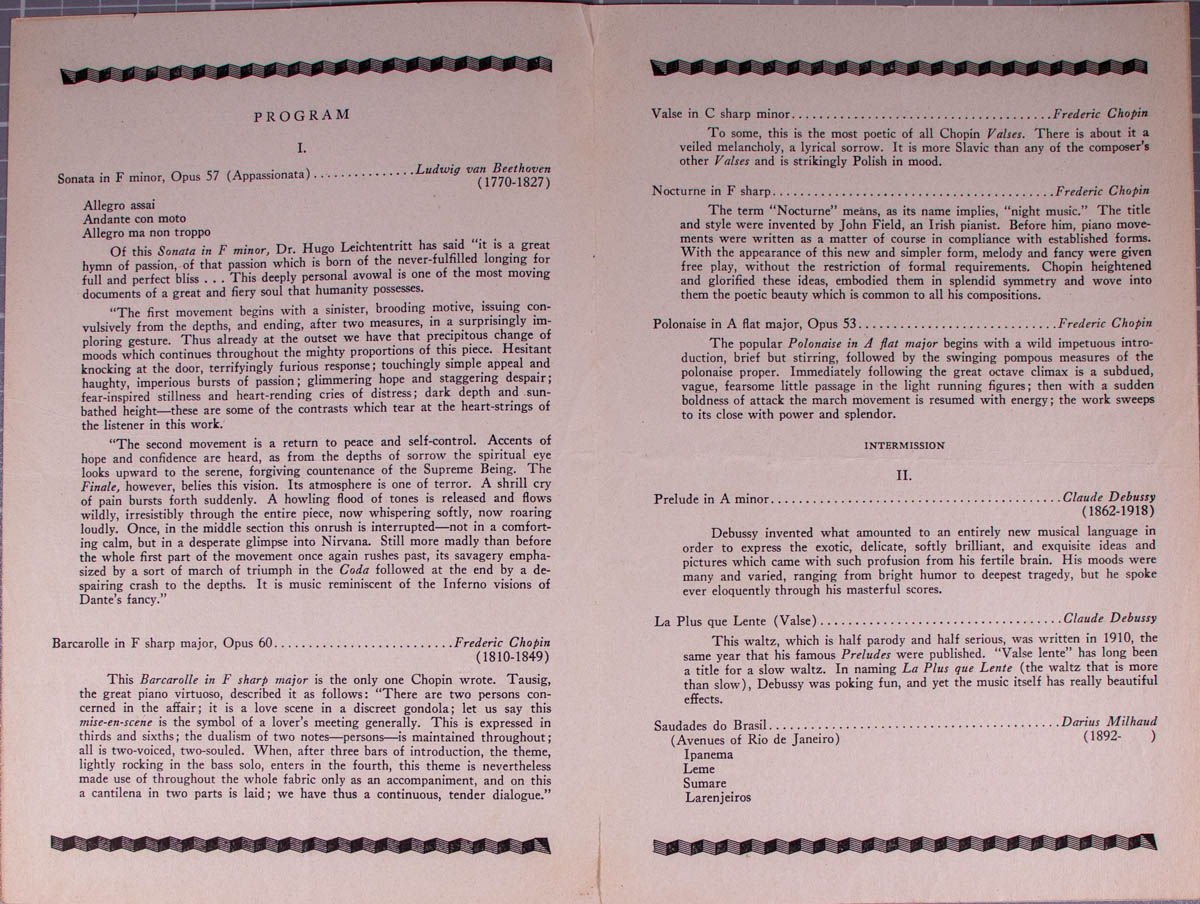 PROGRAM
I.
Sonata in F minor, Opus 57 (Appassionata)..............Ludwig van Beethoven
(1770-1827)
Allegro assai
Andante con moto
Allegro ma non troppo
Of this Sonata in F minor, Dr. Hugo Leichtentritt has said "it is a great
hymn of passion, of that passion which is born of the never-fulfilled longing for
full and perfect bliss . . . This deeply personal avowal is one of the most moving
documents of a great and fiery soul that humanity possesses.
"The first movement begins with a sinister, brooding motive, issuing con-
vulsively from the depths, and ending, after two measures, in a surprisingly im-
ploring gesture. Thus already at the outset we have that precipitous change of
moods which continues throughout the mighty proportions of this piece. Hesitant
knocking at the door, terrifyingly furious response; touchingly simple appeal and
haughty, imperious bursts of passion; glimmering hope and staggering despair;
fear-inspired stillness and heart-rending cries of distress; dark depth and sun-
bathed height—these are some of the contrasts which tear at the heart-strings of
the listener in this work.
"The second movement is a return to peace and self-control. Accents of
hope and confidence are heard, as from the depths of sorrow the spiritual eye
looks upward to the serene, forgiving countenance of the Supreme Being. The
Finale, however, belies this vision. Its atmosphere is one of terror. A shrill cry
of pain bursts forth suddenly. A howling flood of tones is released and flows
wildly, irresistibly through the entire piece, now whispering softly, now roaring
loudly. Once, in the middle section this onrush is interrupted—not in a comfort-
ing calm, but in a desperate glimpse into Nirvana. Still more madly than before
the whole first part of the movement once again rushes past, its savagery empha-
sized by a sort of march of triumph in the Coda followed at the end by a de-
spairing crash to the depths. It is music reminiscent of the Inferno visions of
Dante's fancy."
Barcarolle in F sharp major, Opus 60.........................Frederic Chopin
(1810-1849)
This Barcarolle in F sharp major is the only one Chopin wrote. Tausig,
the great piano virtuoso, described it as follows: "There are two persons con-
cerned in the affair; it is a love scene in a discreet gondola; let us say this
mise-en-scene is the symbol of a lover's meeting generally. This is expressed in
thirds and sixths; the dualism of two notes—persons—is maintained throughout;
all is two-voiced, two-souled. When, after three bars of introduction, the theme,
lightly rocking in the bass solo, enters in the fourth, this theme is nevertheless
made use of throughout the whole fabric only as an accompaniment, and on this
a cantilena in two parts is laid; we have thus a continuous, tender dialogue."
Valse in C sharp minor....................................Frederic Chopin
To some, this is the most poetic of all Chopin Valses. There is about it a
veiled melancholy, a lyrical sorrow. It is more Slavic than any of the composer's
other Valses and is strikingly Polish in mood.
Nocturne in F sharp.......................................Frederic Chopin
The term "Nocturne" means, as its name implies, "night music." The title
and style were invented by John Field, an Irish pianist. Before him, piano move-
ments were written as a matter of course in compliance with established forms.
With the appearance of this new and simpler form, melody and fancy were given
free play, without the restriction of formal requirements. Chopin heightened
and glorified these ideas, embodied them in splendid symmetry and wove into
them the poetic beauty which is common to all his compositions.
Polonaise in A flat major, Opus 53...........................Frederic Chopin
The popular Polonaise in A flat major begins with a wild impetuous intro-
duction, brief but stirring, followed by the swinging pompous measures of the
polonaise proper. Immediately following the great octave climax is a subdued,
vague, fearsome little passage in the light running figures; then with a sudden
boldness of attack the march movement is resumed with energy; the work sweeps
to its close with power and splendor.
INTERMISSION
II.
Prelude in A minor........................................Claude Debussy
(1862-1918)
Debussy invented what amounted to an entirely new musical language in
order to express the exotic, delicate, softly brilliant, and exquisite ideas and
pictures which came with such profusion from his fertile brain. His moods were
many and varied, ranging from bright humor to deepest tragedy, but he spoke
ever eloquently through his masterful scores.
La Plus que Lente (Valse)..................................Claude Debussy
This waltz, which is half parody and half serious, was written in 1910, the
same year that his famous Preludes were published. "Valse lente" has long been
a title for a slow waltz. In naming La Plus que Lente (the waltz that is more
than slow), Debussy was poking fun, and yet the music itself has really beautiful
effects.
Saudades do Brasil........................................Darius Milhaud
(Avenues of Rio de Janeiro) (1892- )
Ipanema
Leme
Sumare
Larenjeiros